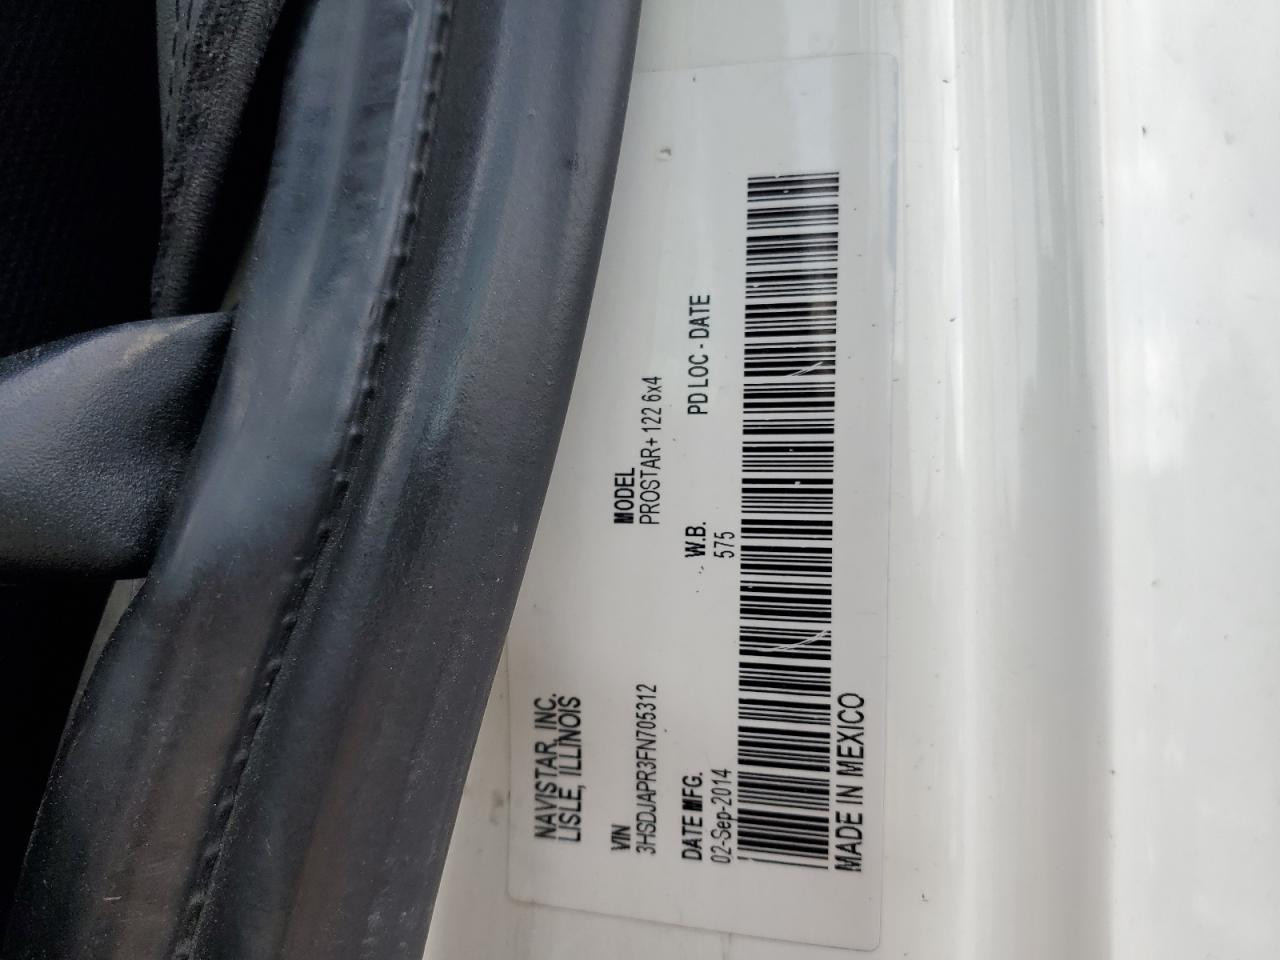 NAVISTAR, INC.
LISLE, ILLINOIS
VIN
3HSDJAPR3FN705312
MODEL
PROSTAR+ 122 6x4
DATE MFG.
02-Sep-2014
W.B.
575
PD LOC - DATE
MADE IN MEXICO